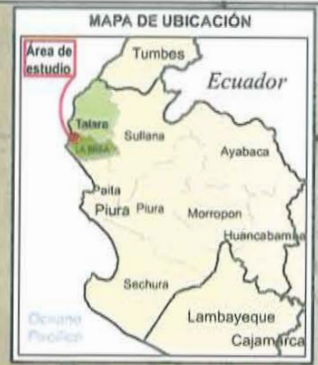 MAPA DE UBICACIÓN
Área de
estudio
Tumbes
Ecuador
Talara
Sullana
LA BREA
Ayabaca
Paita
Piura Piura
Morropon
Huancabamba
Sechura
Lambayeque
Océano
Pacífico
Cajamarca